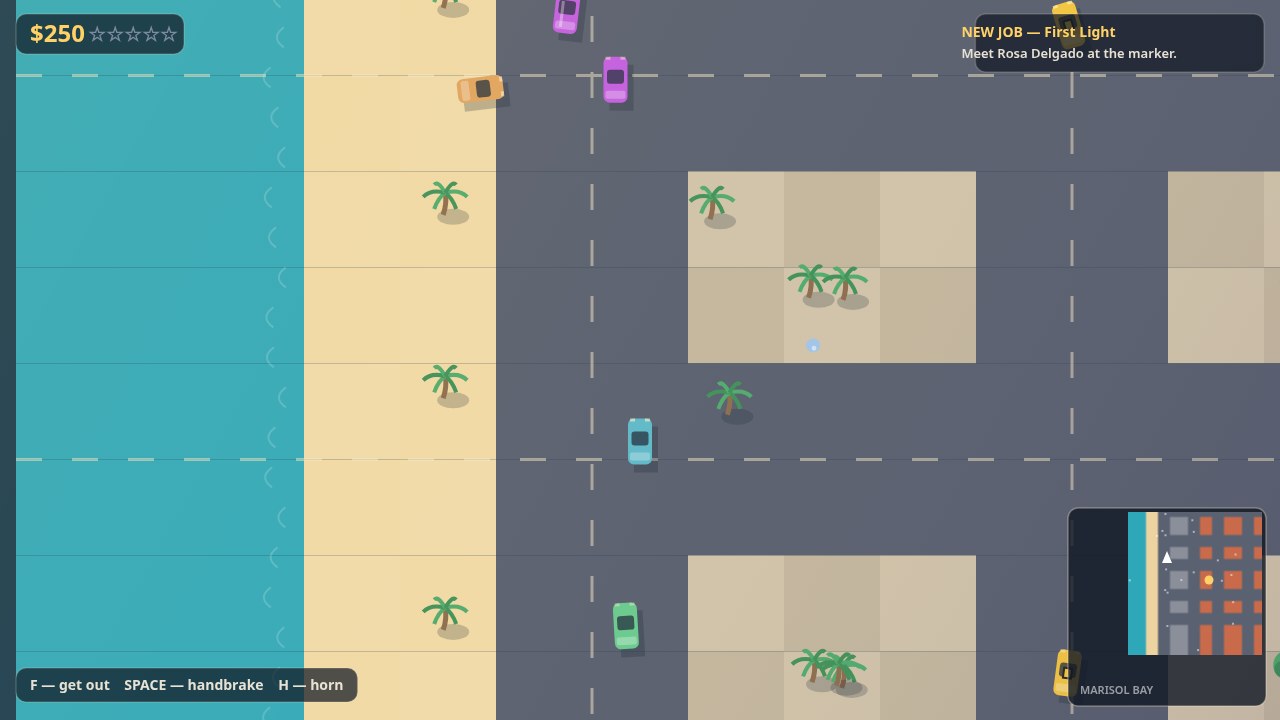 $250 ☆☆☆☆☆
NEW JOB — First Light
Meet Rosa Delgado at the marker.
F — get out SPACE — handbrake H — horn
MARISOL BAY